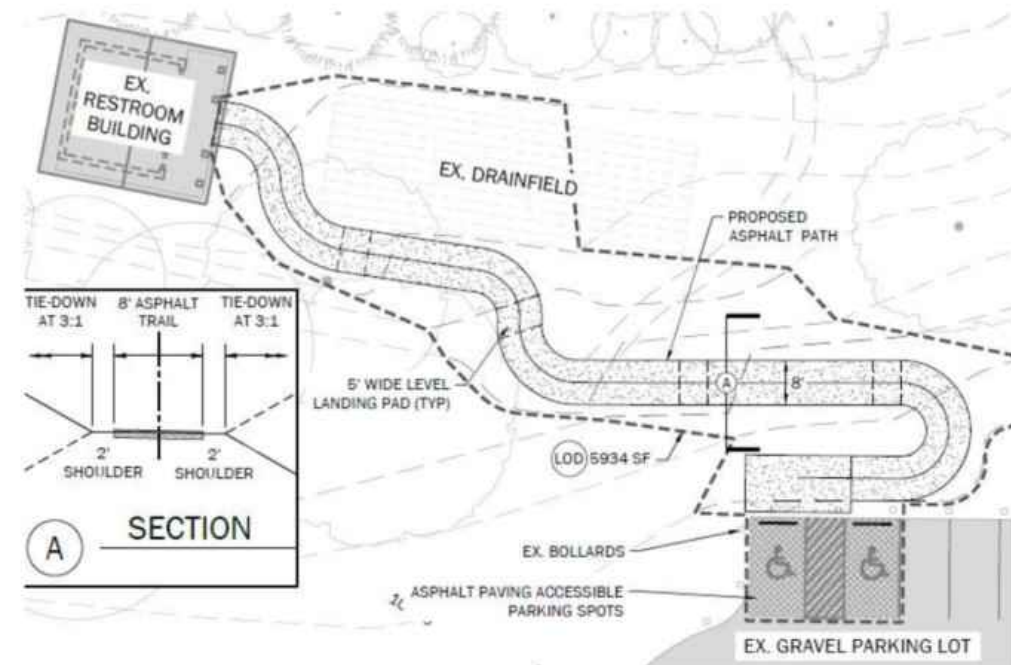 EX.
RESTROOM
BUILDING
EX. DRAINFIELD
PROPOSED
ASPHALT PATH
TIE-DOWN
AT 3:1
8' ASPHALT
TRAIL
TIE-DOWN
AT 3:1
2'
SHOULDER
2'
SHOULDER
A
SECTION
5' WIDE LEVEL
LANDING PAD (TYP)
A
8'
LOD 5934 SF
EX. BOLLARDS
ASPHALT PAVING ACCESSIBLE
PARKING SPOTS
EX. GRAVEL PARKING LOT